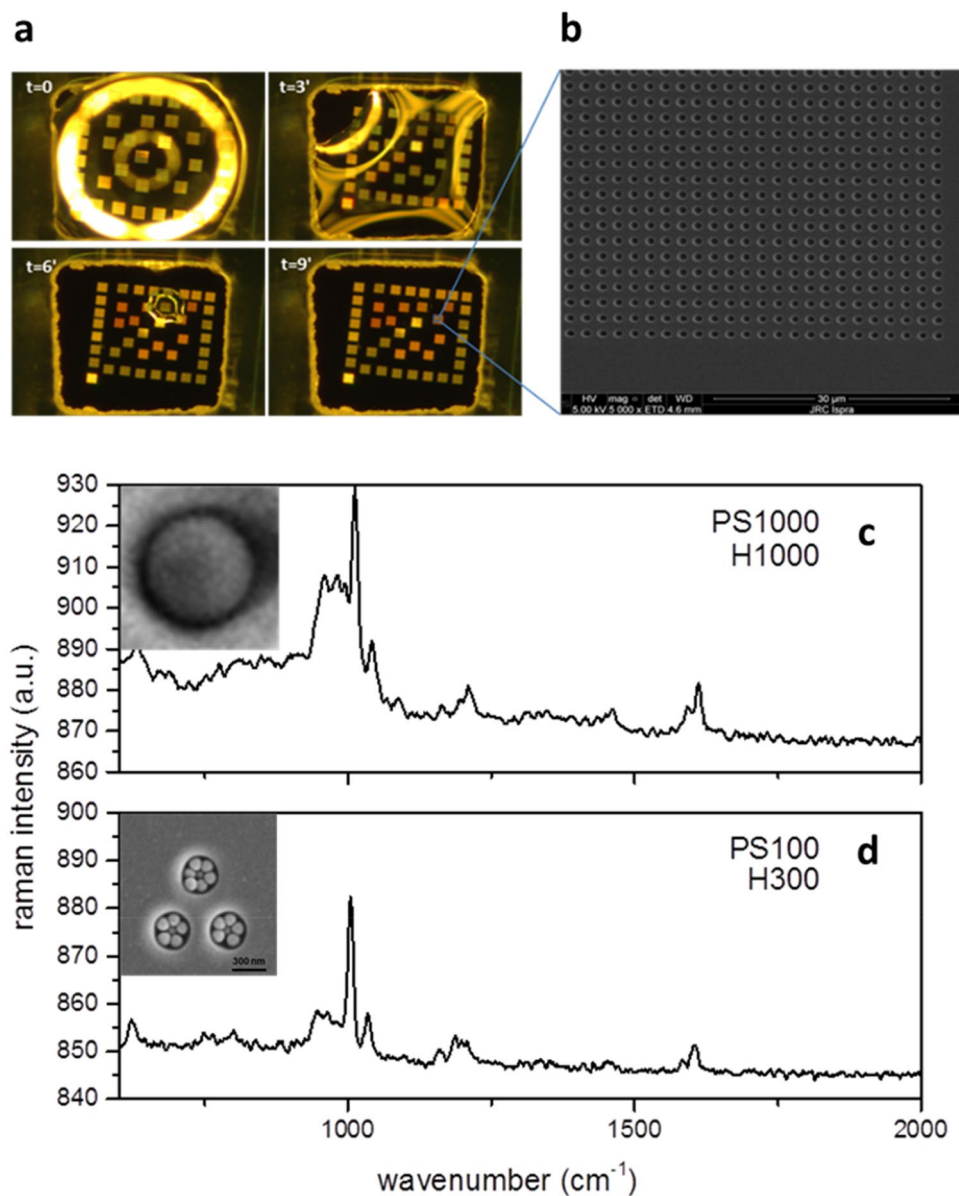 a
b
t=0
t=3'
t=6'
t=9'
HV mag det WD 30 µm
5.00 kV 5 000 x ETD 4.6 mm JRC Ispra
raman intensity (a.u.)
930
920
910
900
890
880
870
860
PS1000
H1000
c
900
890
880
870
860
850
840
PS100
H300
d
300 nm
1000 1500 2000
wavenumber (cm⁻¹)